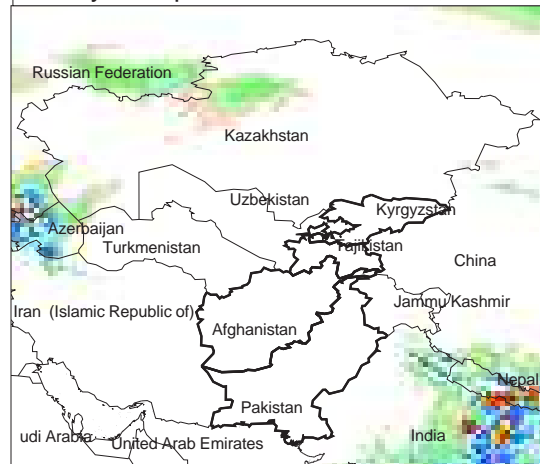 Russian Federation
Kazakhstan
Uzbekistan
Kyrgyzstan
Azerbaijan
Turkmenistan
Tajikistan
China
Iran (Islamic Republic of)
Jammu Kashmir
Afghanistan
Nepal
Pakistan
udi Arabia
United Arab Emirates
India